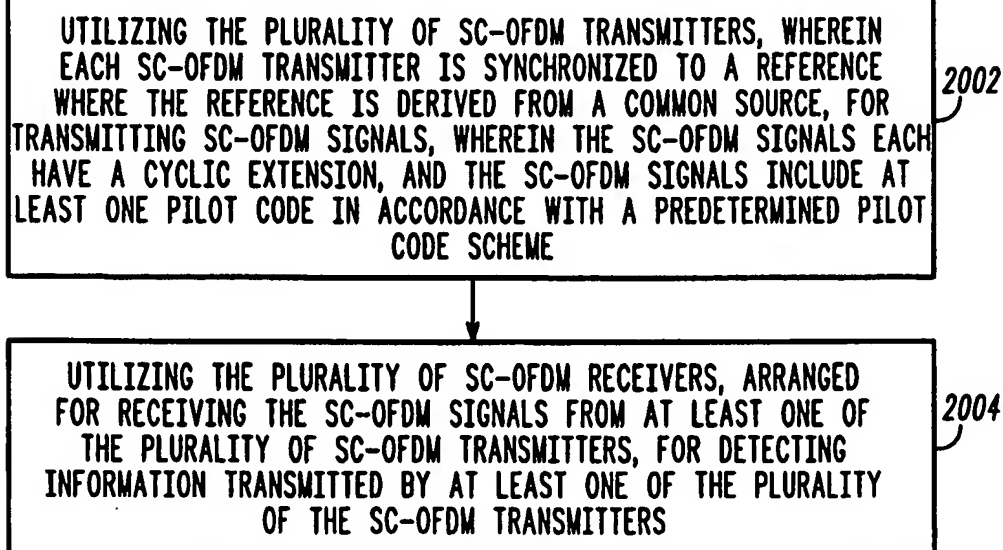 UTILIZING THE PLURALITY OF SC-OFDM TRANSMITTERS, WHEREIN
EACH SC-OFDM TRANSMITTER IS SYNCHRONIZED TO A REFERENCE
WHERE THE REFERENCE IS DERIVED FROM A COMMON SOURCE, FOR
TRANSMITTING SC-OFDM SIGNALS, WHEREIN THE SC-OFDM SIGNALS EACH
HAVE A CYCLIC EXTENSION, AND THE SC-OFDM SIGNALS INCLUDE AT
LEAST ONE PILOT CODE IN ACCORDANCE WITH A PREDETERMINED PILOT
CODE SCHEME
2002
UTILIZING THE PLURALITY OF SC-OFDM RECEIVERS, ARRANGED
FOR RECEIVING THE SC-OFDM SIGNALS FROM AT LEAST ONE OF
THE PLURALITY OF SC-OFDM TRANSMITTERS, FOR DETECTING
INFORMATION TRANSMITTED BY AT LEAST ONE OF THE PLURALITY
OF THE SC-OFDM TRANSMITTERS
2004